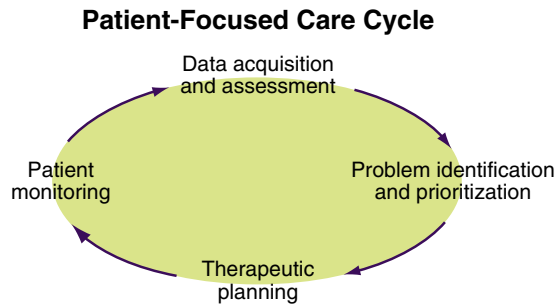 Patient-Focused Care Cycle
Data acquisition
and assessment
Problem identification
and prioritization
Therapeutic
planning
Patient
monitoring